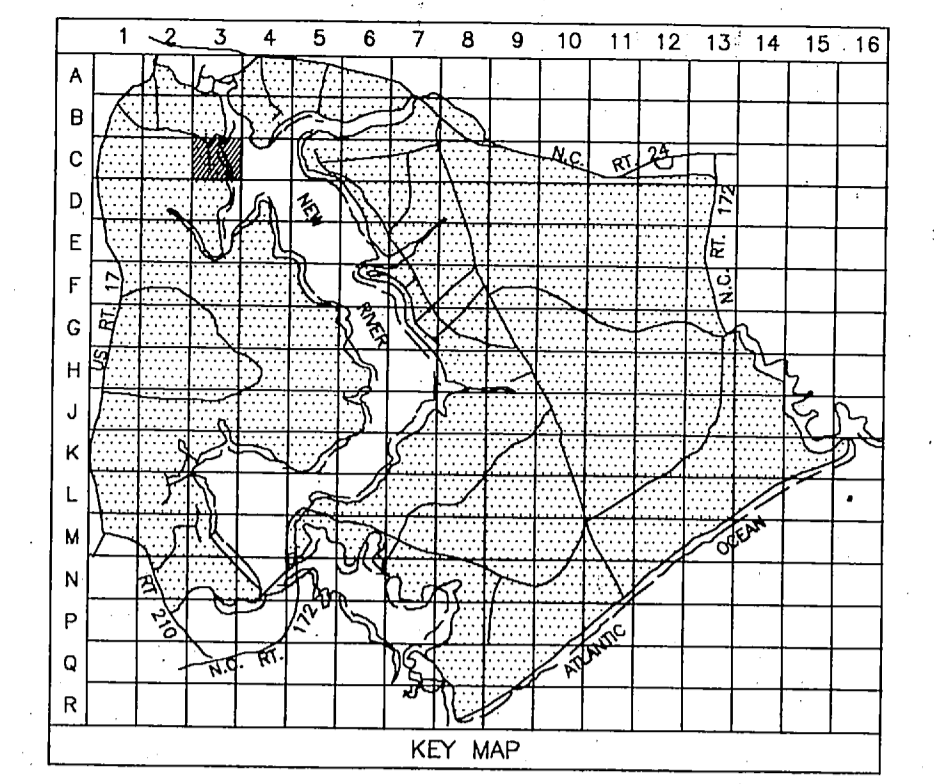 1 2 3 4 5 6 7 8 9 10 11 12 13 14 15 16
A
B
C
D
E
F
G
H
J
K
L
M
N
P
Q
R
N.C. RT. 24
N.C. RT. 172
NEW
RIVER
US RT. 17
RT 210
N.C. RT. 172
ATLANTIC
OCEAN
KEY MAP